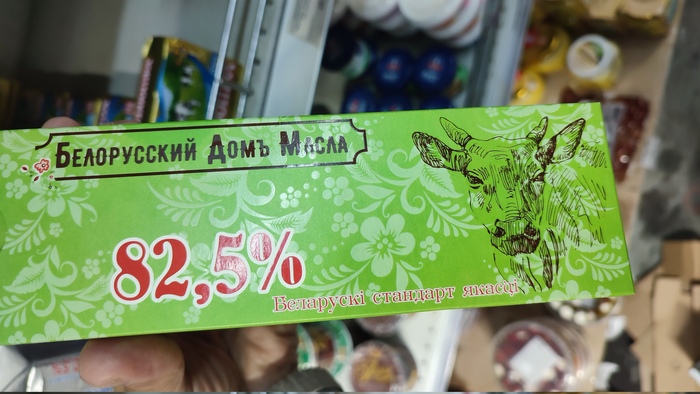 Белорусский Домъ Масла
82,5%
Беларускі стандарт якасці